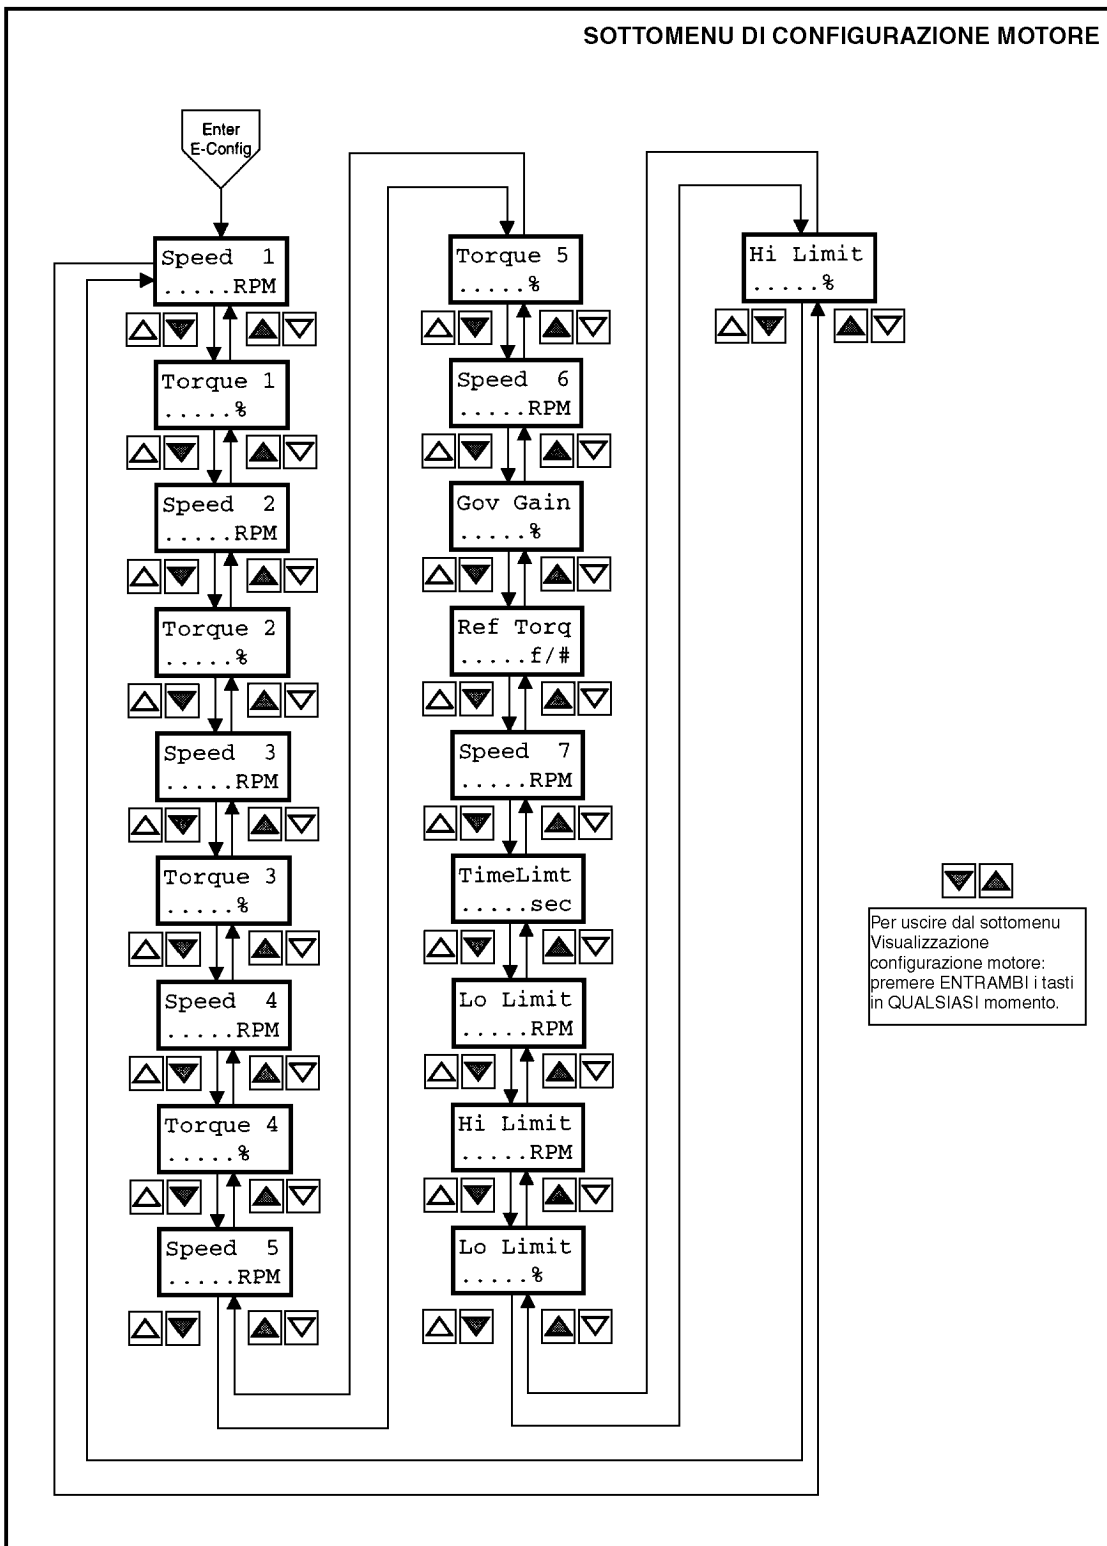 SOTTOMENU DI CONFIGURAZIONE MOTORE
Enter
E-Config
Speed 1
.....RPM
Torque 1
.....%
Speed 2
.....RPM
Torque 2
.....%
Speed 3
.....RPM
Torque 3
.....%
Speed 4
.....RPM
Torque 4
.....%
Speed 5
.....RPM
Torque 5
.....%
Speed 6
.....RPM
Gov Gain
.....%
Ref Torq
.....f/#
Speed 7
.....RPM
TimeLimt
.....sec
Lo Limit
.....RPM
Hi Limit
.....RPM
Lo Limit
.....%
Hi Limit
.....%
Per uscire dal sottomenu
Visualizzazione
configurazione motore:
premere ENTRAMBI i tasti
in QUALSIASI momento.